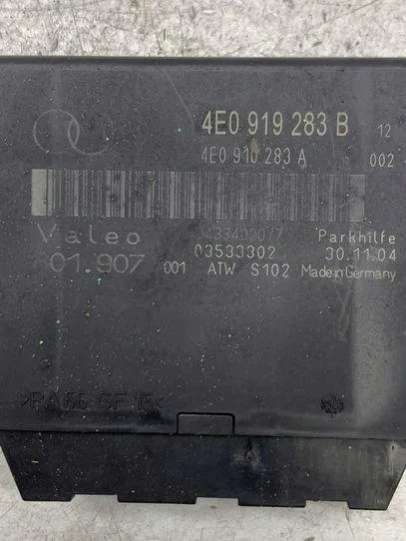 4E0 919 283 B 12
4E0 910 283 A 002
Valeo
03533302 Parkhilfe
01.907 001 ATW S102 30.11.04
Made in Germany